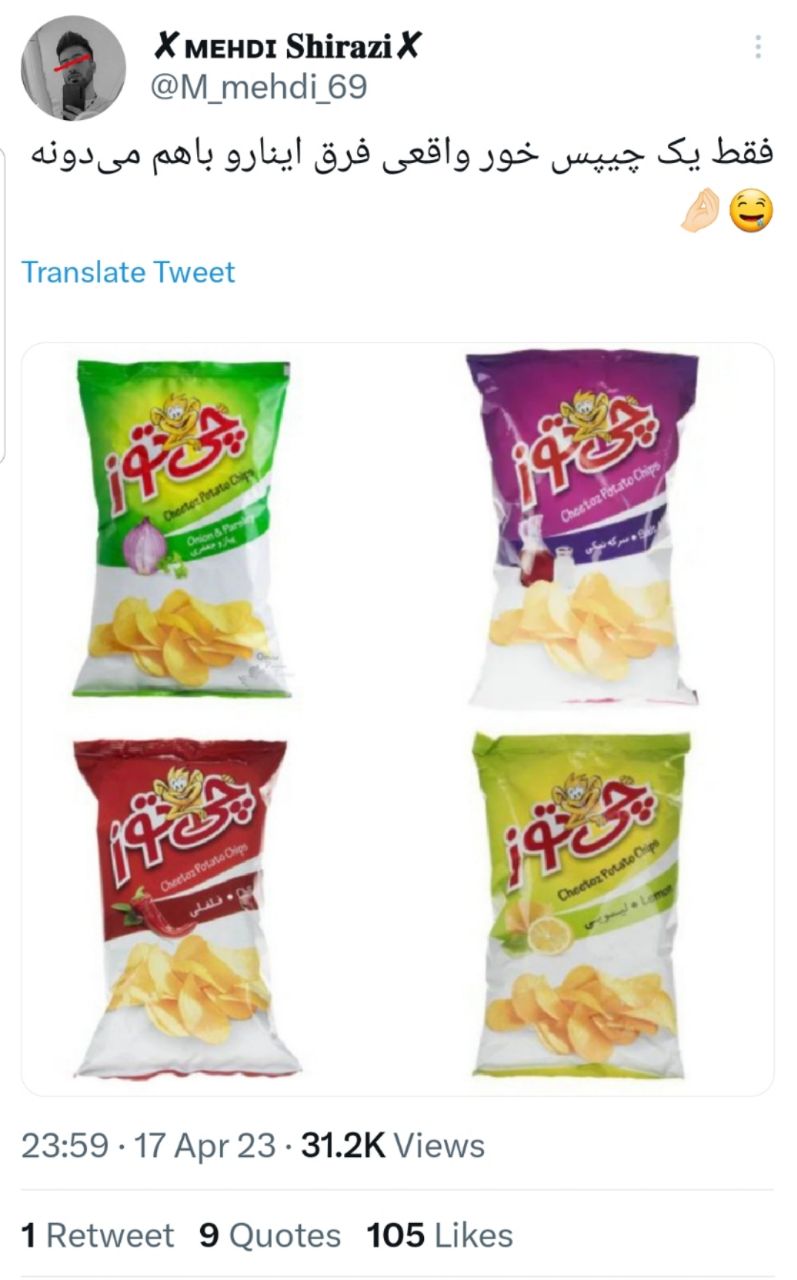 ✗ MEHDI Shirazi ✗
@M_mehdi_69
فقط یک چیپس خور واقعی فرق اینارو باهم می‌دونه
🤤🤌🏻
Translate Tweet
چی‌توز
Cheetoz Potato Chips
Onion & Parsley
پیاز و جعفری
چی‌توز
Cheetoz Potato Chips
سرکه نمکی
چی‌توز
Cheetoz Potato Chips
فلفلی
چی‌توز
Cheetoz Potato Chips
لیمویی • Lemon
23:59 · 17 Apr 23 · 31.2K Views
1 Retweet 9 Quotes 105 Likes